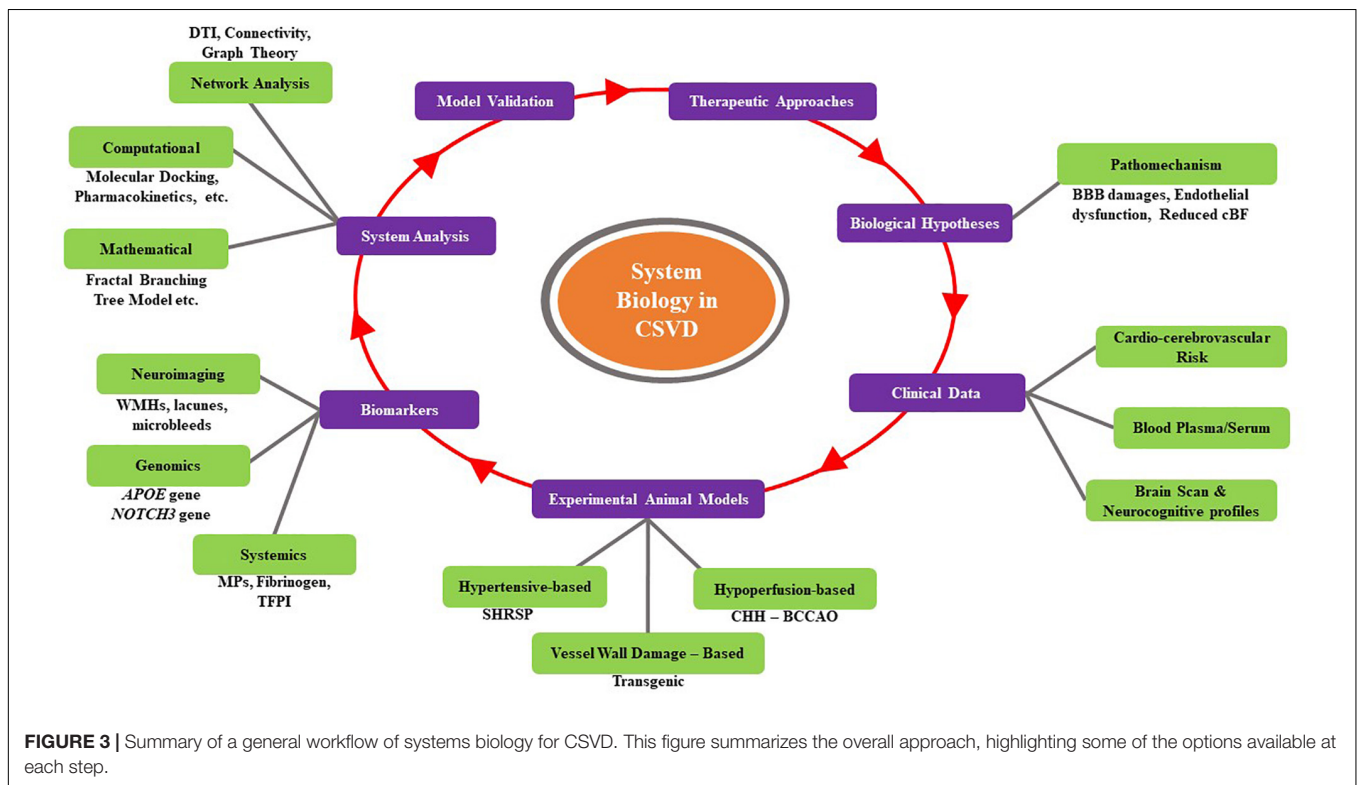 DTI, Connectivity,
Graph Theory
Network Analysis
Model Validation
Therapeutic Approaches
Computational
Molecular Docking,
Pharmacokinetics, etc.
Pathomechanism
BBB damages, Endothelial
dysfunction, Reduced cBF
Biological Hypotheses
System Analysis
Mathematical
Fractal Branching
Tree Model etc.
System
Biology in
CSVD
Cardio-cerebrovascular
Risk
Neuroimaging
WMHs, lacunes,
microbleeds
Biomarkers
Clinical Data
Blood Plasma/Serum
Genomics
APOE gene
NOTCH3 gene
Experimental Animal Models
Brain Scan &
Neurocognitive profiles
Systemics
MPs, Fibrinogen,
TFPI
Hypertensive-based
SHRSP
Hypoperfusion-based
CHH – BCCAO
Vessel Wall Damage – Based
Transgenic
FIGURE 3 | Summary of a general workflow of systems biology for CSVD. This figure summarizes the overall approach, highlighting some of the options available at
each step.